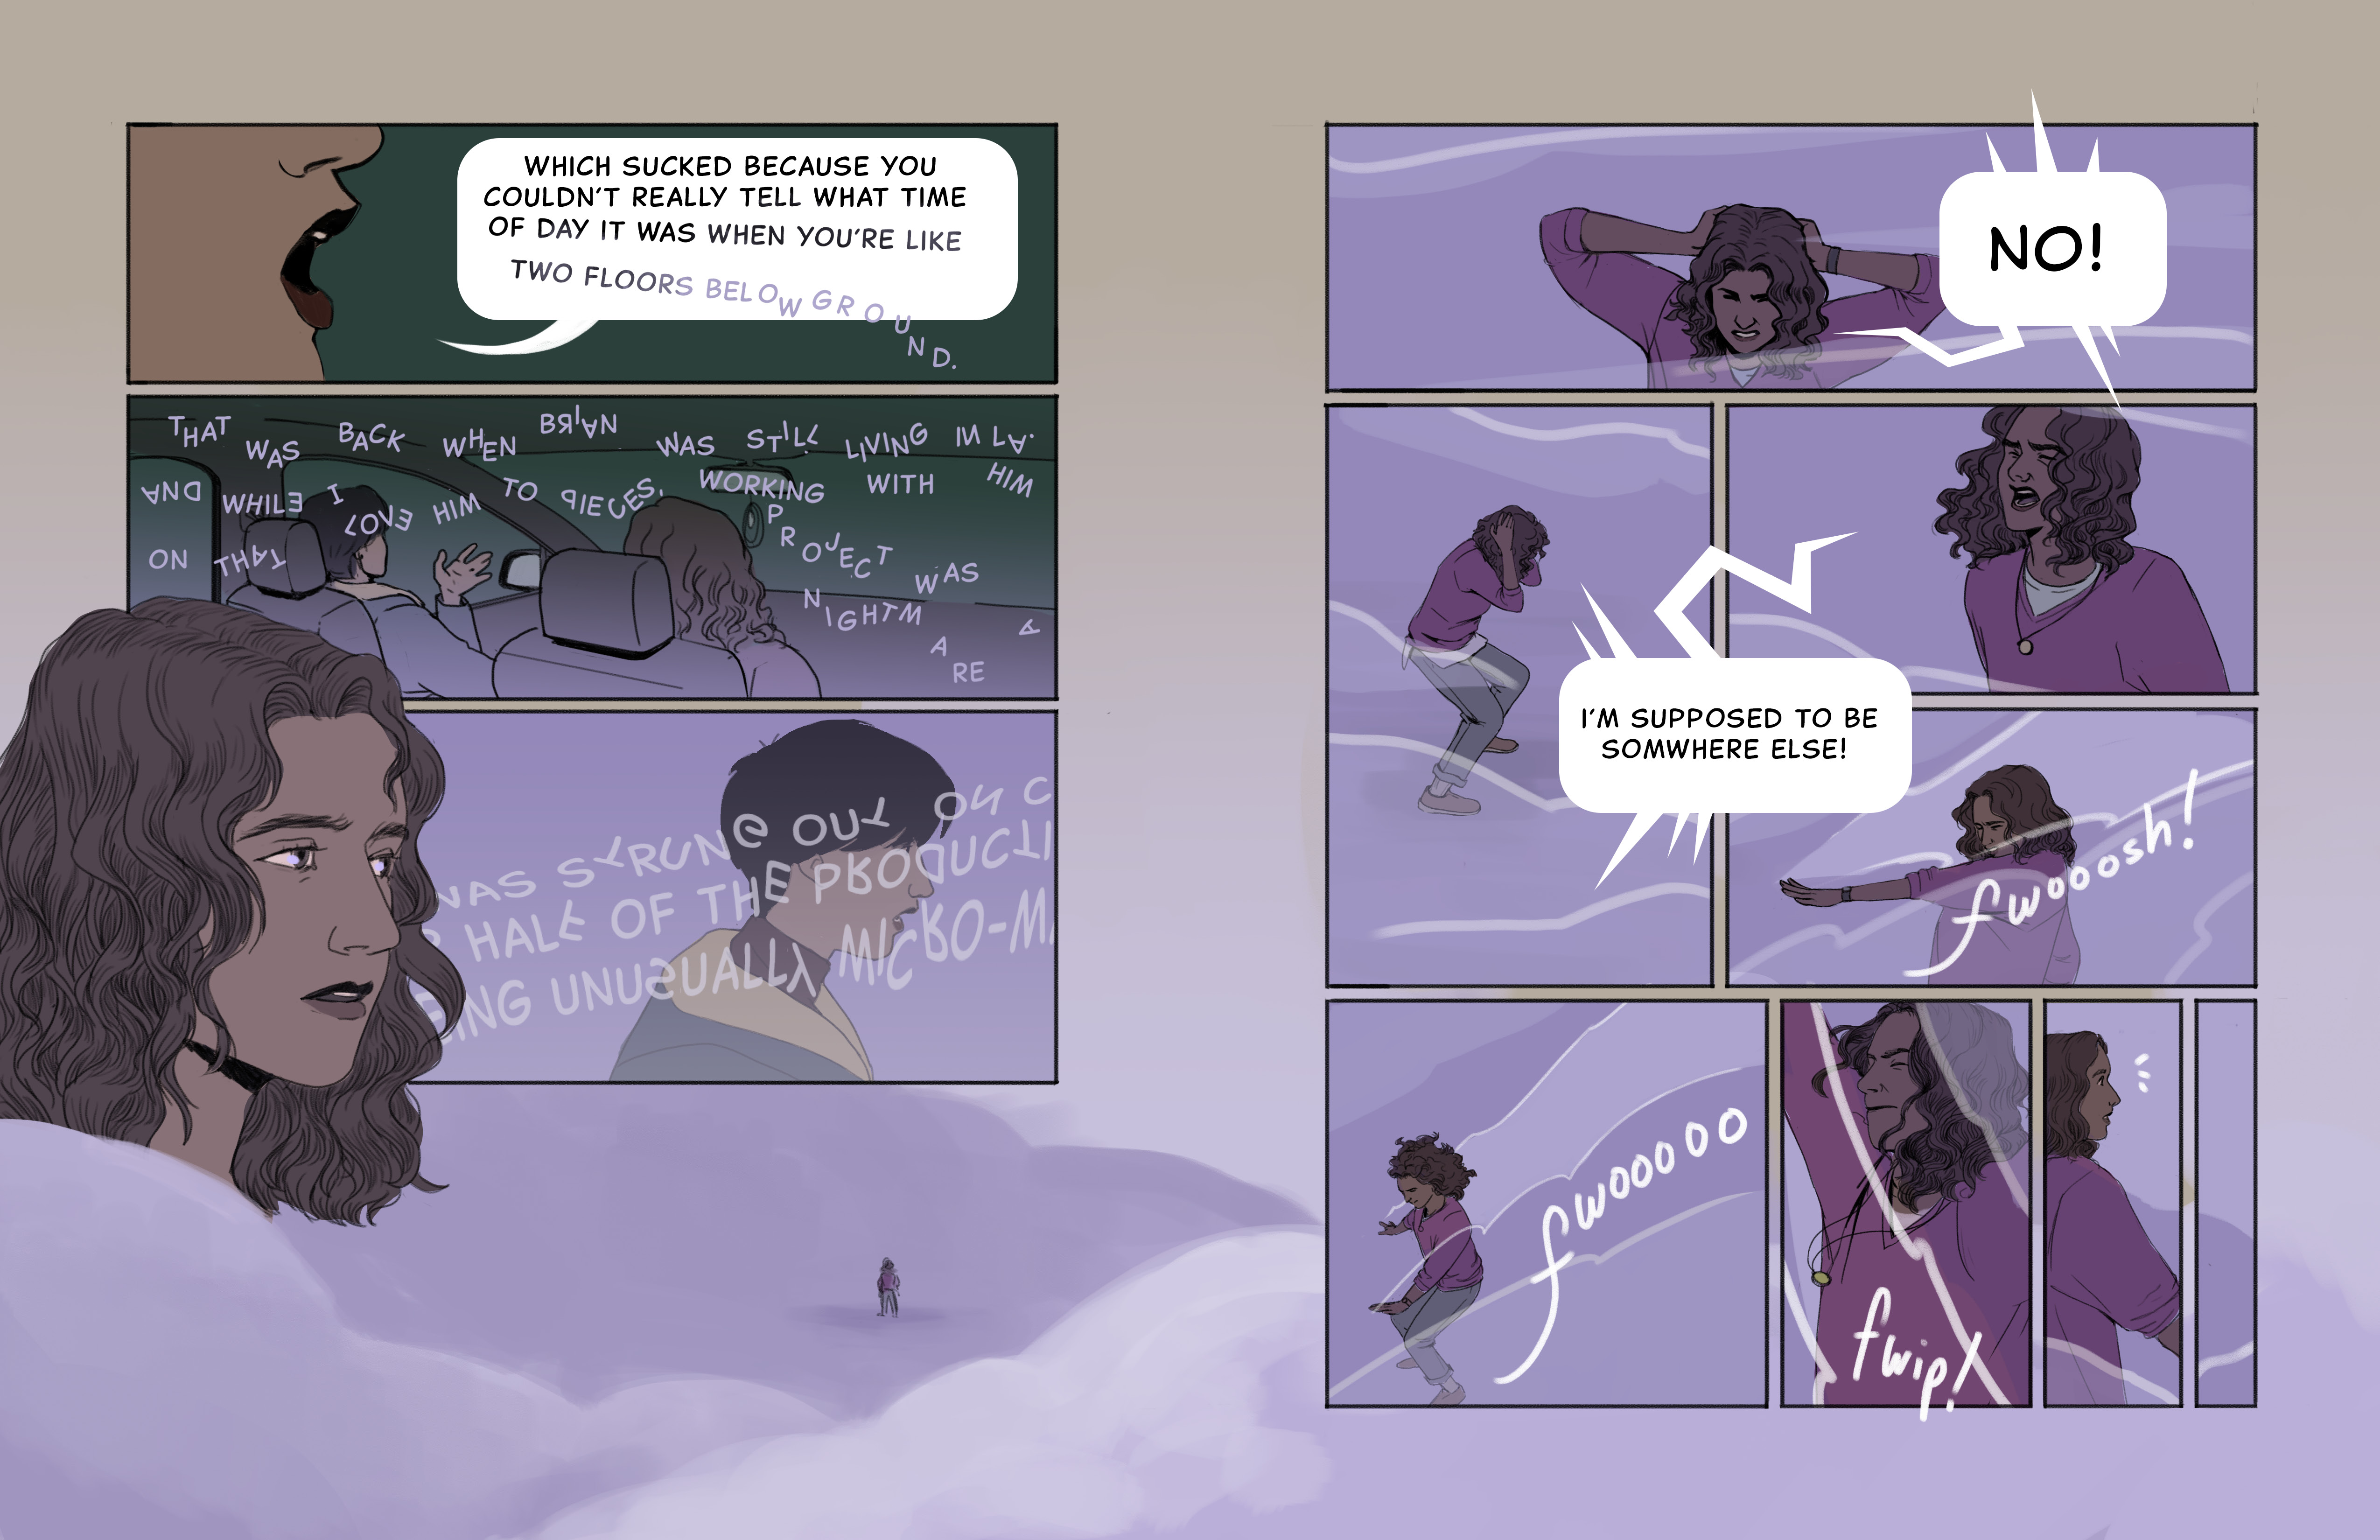 WHICH SUCKED BECAUSE YOU
COULDN'T REALLY TELL WHAT TIME
OF DAY IT WAS WHEN YOU'RE LIKE
TWO FLOORS BELOW GROUND.
THAT WAS BACK WHEN BRIAN WAS STILL LIVING IN LA.
AND WHILE I LOVE HIM TO PIECES, WORKING WITH HIM
ON THAT PROJECT WAS A
NIGHTMARE
WAS STRUNG OUT ON C
HALF OF THE PRODUCTI
EING UNUSUALLY MICRO-MA
NO!
I'M SUPPOSED TO BE
SOMWHERE ELSE!
fwooosh!
fwooooo
fwip!